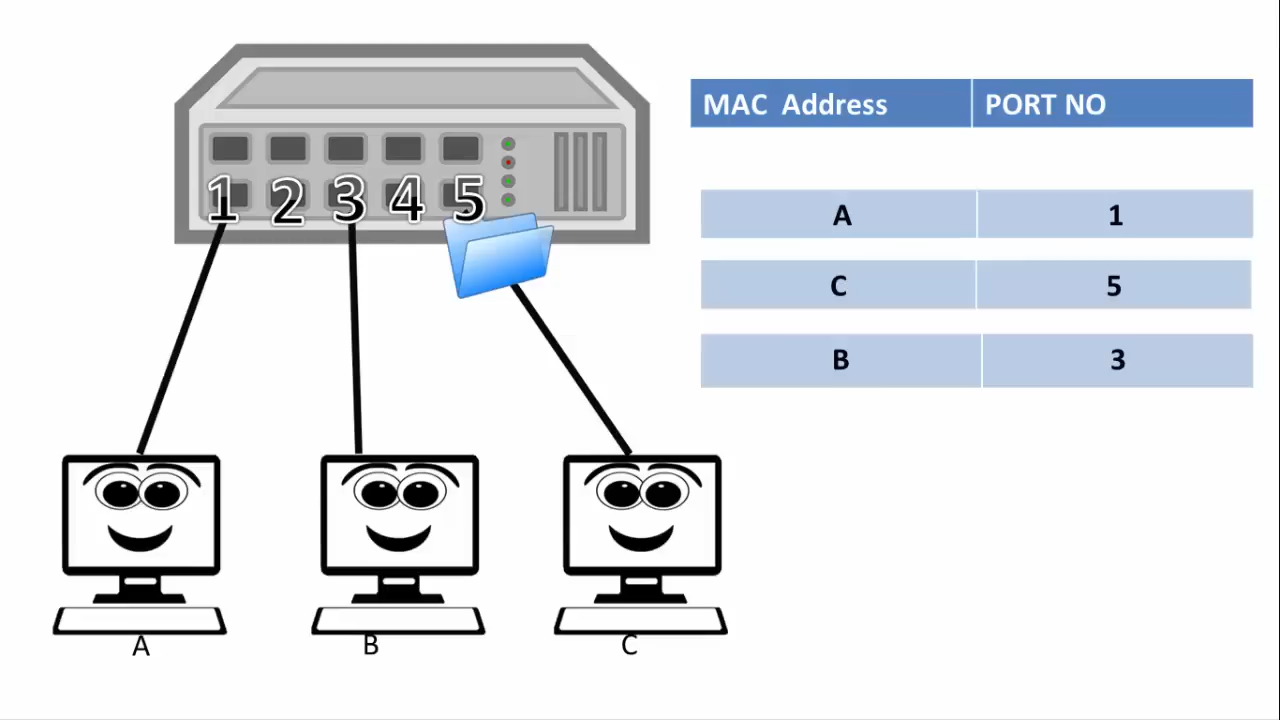 MAC  Address PORT NO
1 2 3 4 5
A 1
C 5
B 3
A B C